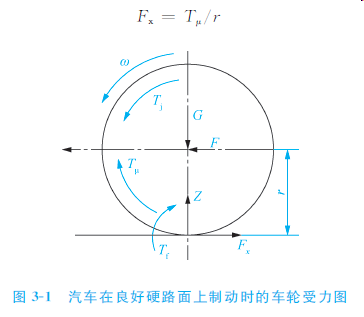 Fx = Tμ/r
ω
Tj
G
F
Tμ
Z
r
Tf
Fx
图 3-1 汽车在良好硬路面上制动时的车轮受力图